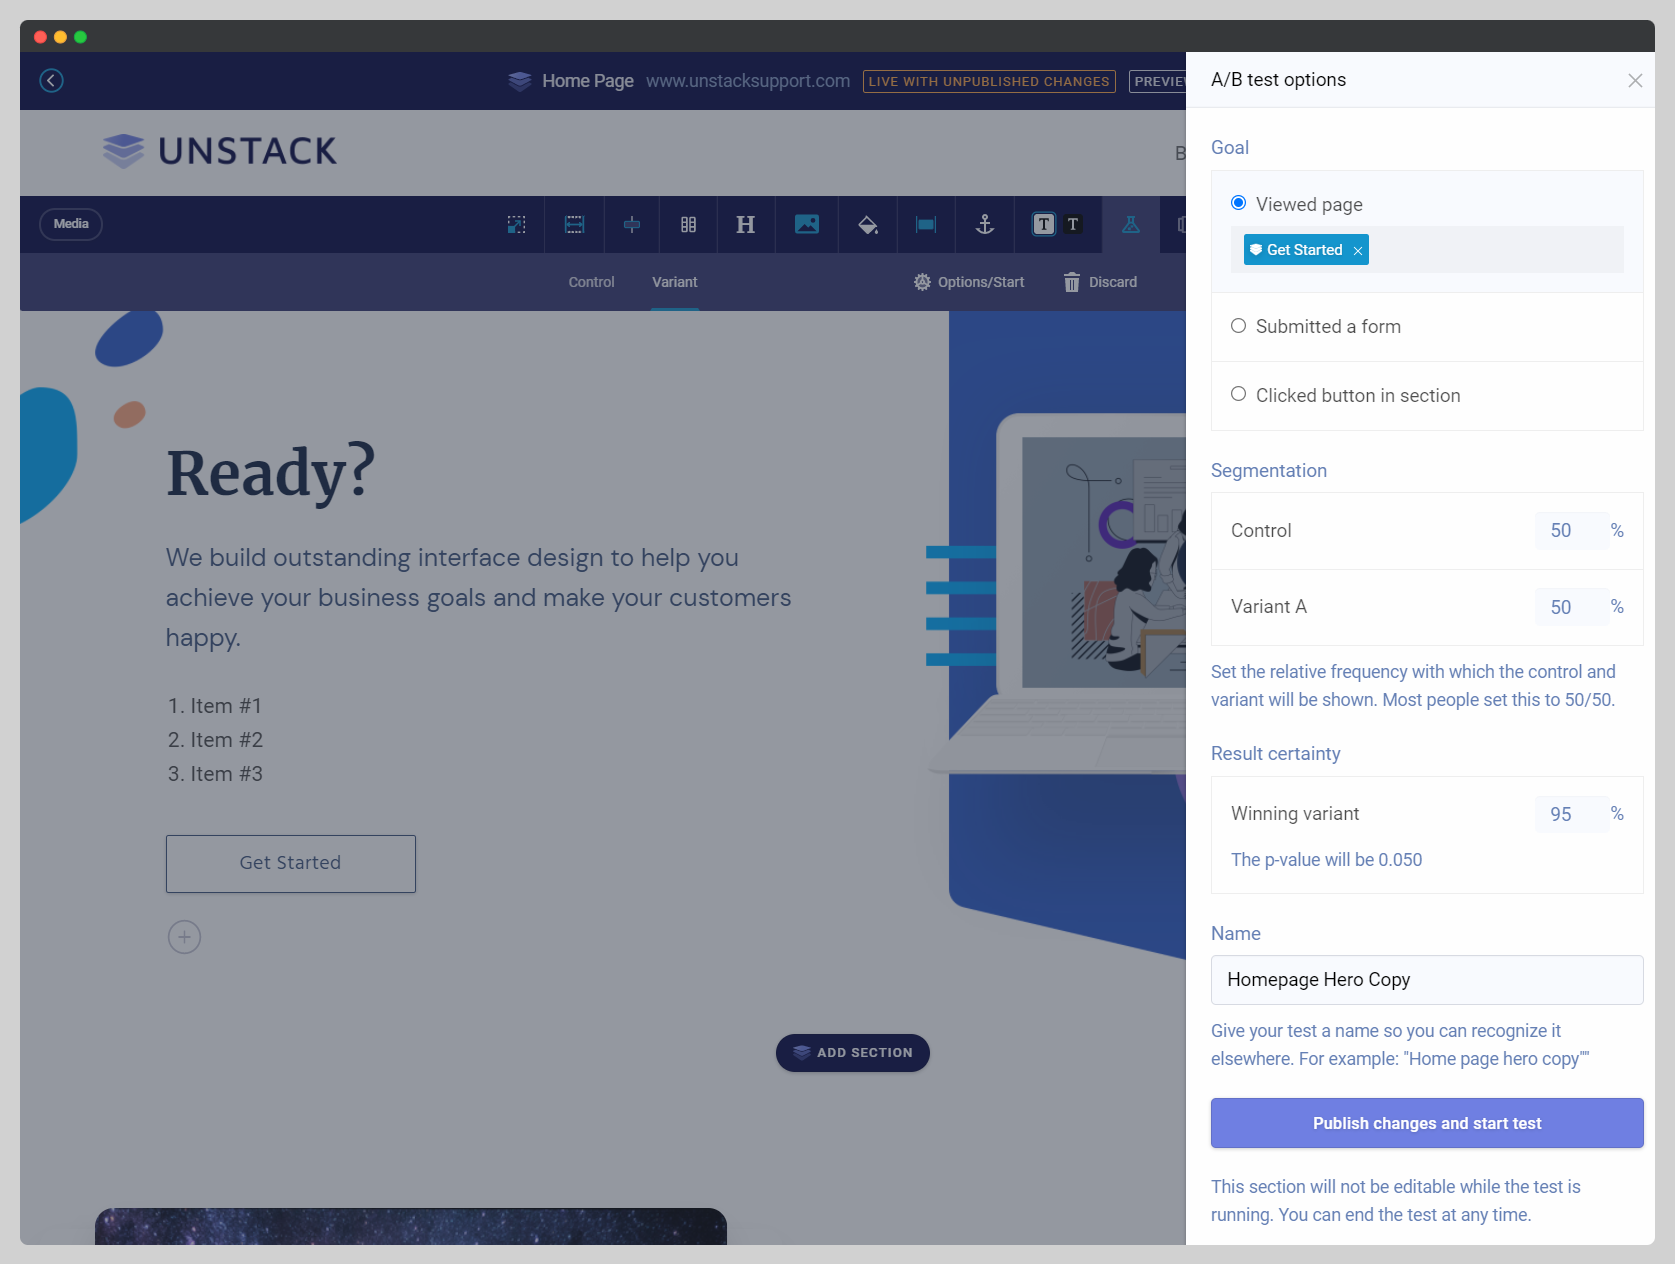 Home Page www.unstacksupport.com LIVE WITH UNPUBLISHED CHANGES
UNSTACK
Media
H
T T
Control Variant Options/Start Discard
Ready?
We build outstanding interface design to help you
achieve your business goals and make your customers
happy.
1. Item #1
2. Item #2
3. Item #3
Get Started
ADD SECTION
A/B test options
Goal
Viewed page
Get Started
Submitted a form
Clicked button in section
Segmentation
Control 50 %
Variant A 50 %
Set the relative frequency with which the control and
variant will be shown. Most people set this to 50/50.
Result certainty
Winning variant 95 %
The p-value will be 0.050
Name
Homepage Hero Copy
Give your test a name so you can recognize it
elsewhere. For example: "Home page hero copy""
Publish changes and start test
This section will not be editable while the test is
running. You can end the test at any time.